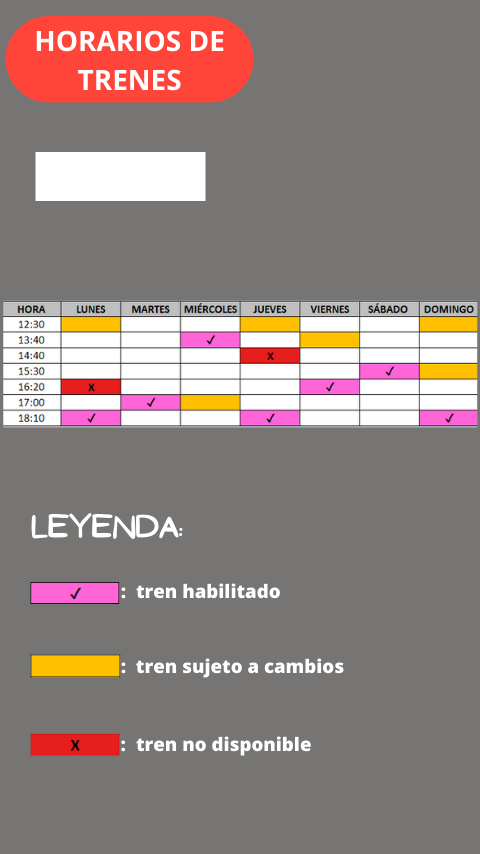 HORARIOS DE
TRENES
HORA LUNES MARTES MIÉRCOLES JUEVES VIERNES SÁBADO DOMINGO
12:30
13:40 ✓
14:40 X
15:30 ✓
16:20 X ✓
17:00 ✓
18:10 ✓ ✓ ✓
LEYENDA:
✓ : tren habilitado
: tren sujeto a cambios
X : tren no disponible